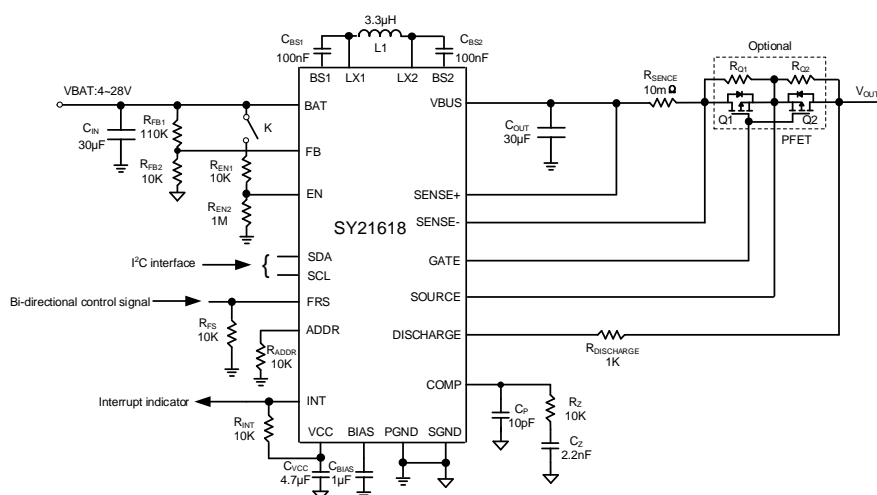 3.3µH
L1
CBS1
100nF
CBS2
100nF
BS1
LX1
LX2
BS2
Optional
RQ1
RQ2
VBAT:4~28V
BAT
VBUS
RSENCE
10mΩ
VOUT
Q1
Q2
PFET
CIN
30µF
RFB1
110K
K
COUT
30µF
FB
RFB2
10K
REN1
10K
EN
SENSE+
REN2
1M
SY21618
SENSE-
SDA
I²C interface
SCL
GATE
Bi-directional control signal
FRS
SOURCE
RFS
10K
ADDR
DISCHARGE
RADDR
10K
RDISCHARGE
1K
COMP
Interrupt indicator
INT
CP
10pF
RZ
10K
RINT
10K
VCC
BIAS
PGND
SGND
CZ
2.2nF
CVCC
4.7µF
CBIAS
1µF